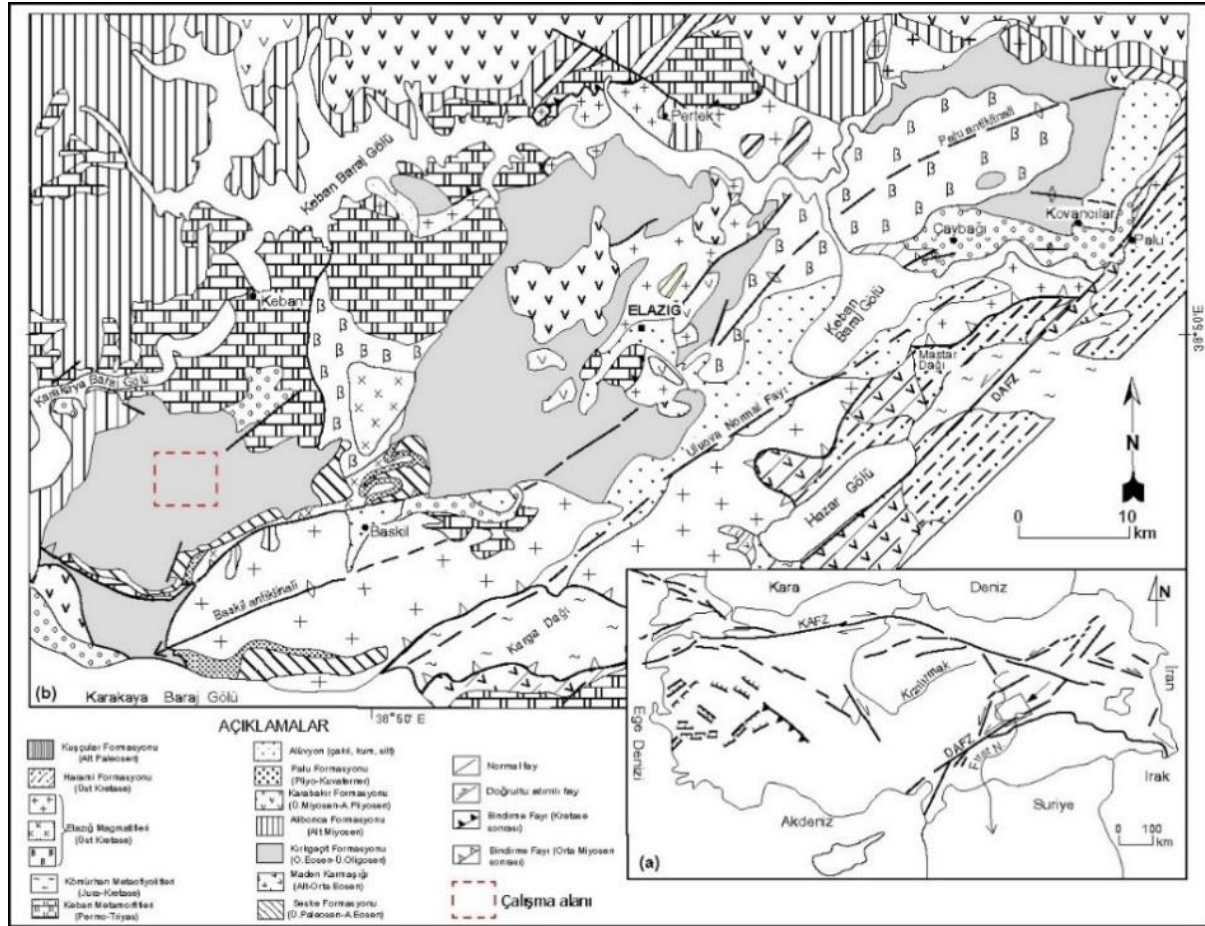 Pertek
Palu antiklinali
Keban Baraj Gölü
Kovancılar
Çaybağı
Palu
Keban
ELAZIĞ
Keban Baraj Gölü
38°50'E
Mastar
Dağı
Karakaya Baraj Gölü
DAFZ
Uluova Normal Fayı
N
Hazar Gölü
0 10
km
Baskil
Baskil antiklinali
Karga Dağı
(b) Karakaya Baraj Gölü
38°50' E
Kara Deniz
N
KAFZ
Kızılırmak
İran
Ege Denizi
DAFZ
Fırat N
Irak
Suriye
Akdeniz
0 100
km
(a)
AÇIKLAMALAR
Kuşçular Formasyonu
(Alt Paleosen)
Harami Formasyonu
(Üst Kretase)
Elazığ Magmatitleri
(Üst Kretase)
Kömürhan Metaofiyolitleri
(Jura-Kretase)
Keban Metamorfitleri
(Permo-Triyas)
Alüvyon (çakıl, kum, silt)
Palu Formasyonu
(Pliyo-Kuvaterner)
Karabakır Formasyonu
(Ü.Miyosen-A.Pliyosen)
Alibonca Formasyonu
(Alt Miyosen)
Kırkgeçit Formasyonu
(O.Eosen-Ü.Oligosen)
Maden Karmaşığı
(Alt-Orta Eosen)
Seske Formasyonu
(Ü.Paleosen-A.Eosen)
Normal fay
Doğrultu atımlı fay
Bindirme Fayı (Kretase
sonrası)
Bindirme Fayı (Orta Miyosen
sonrası)
Çalışma alanı